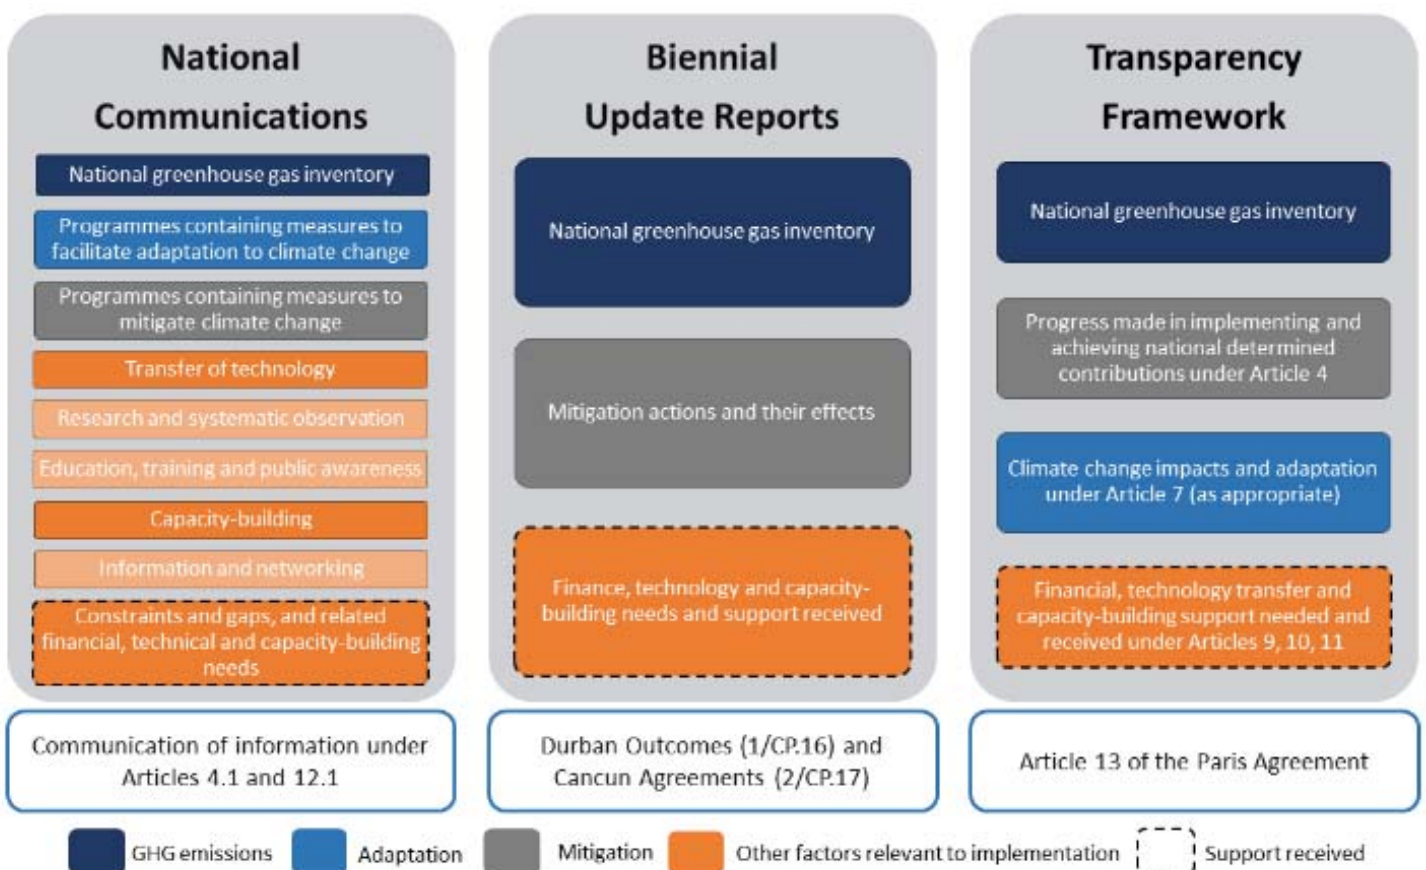 National
Communications
National greenhouse gas inventory
Programmes containing measures to
facilitate adaptation to climate change
Programmes containing measures to
mitigate climate change
Transfer of technology
Research and systematic observation
Education, training and public awareness
Capacity-building
Information and networking
Constraints and gaps, and related
financial, technical and capacity-building
needs
Communication of information under
Articles 4.1 and 12.1
Biennial
Update Reports
National greenhouse gas inventory
Mitigation actions and their effects
Finance, technology and capacity-
building needs and support received
Durban Outcomes (1/CP.16) and
Cancun Agreements (2/CP.17)
Transparency
Framework
National greenhouse gas inventory
Progress made in implementing and
achieving national determined
contributions under Article 4
Climate change impacts and adaptation
under Article 7 (as appropriate)
Financial, technology transfer and
capacity-building support needed and
received under Articles 9, 10, 11
Article 13 of the Paris Agreement
GHG emissions
Adaptation
Mitigation
Other factors relevant to implementation
Support received